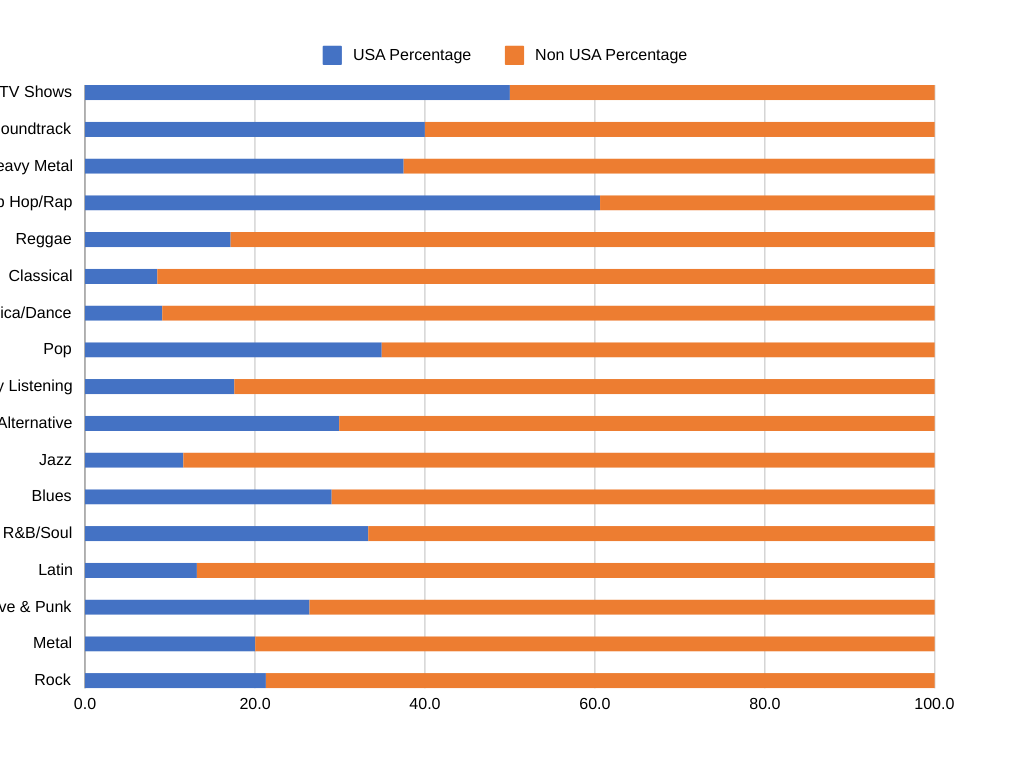 USA Percentage Non USA Percentage
TV Shows
oundtrack
eavy Metal
p Hop/Rap
Reggae
Classical
ica/Dance
Pop
y Listening
Alternative
Jazz
Blues
R&B/Soul
Latin
ve & Punk
Metal
Rock
0.0 20.0 40.0 60.0 80.0 100.0